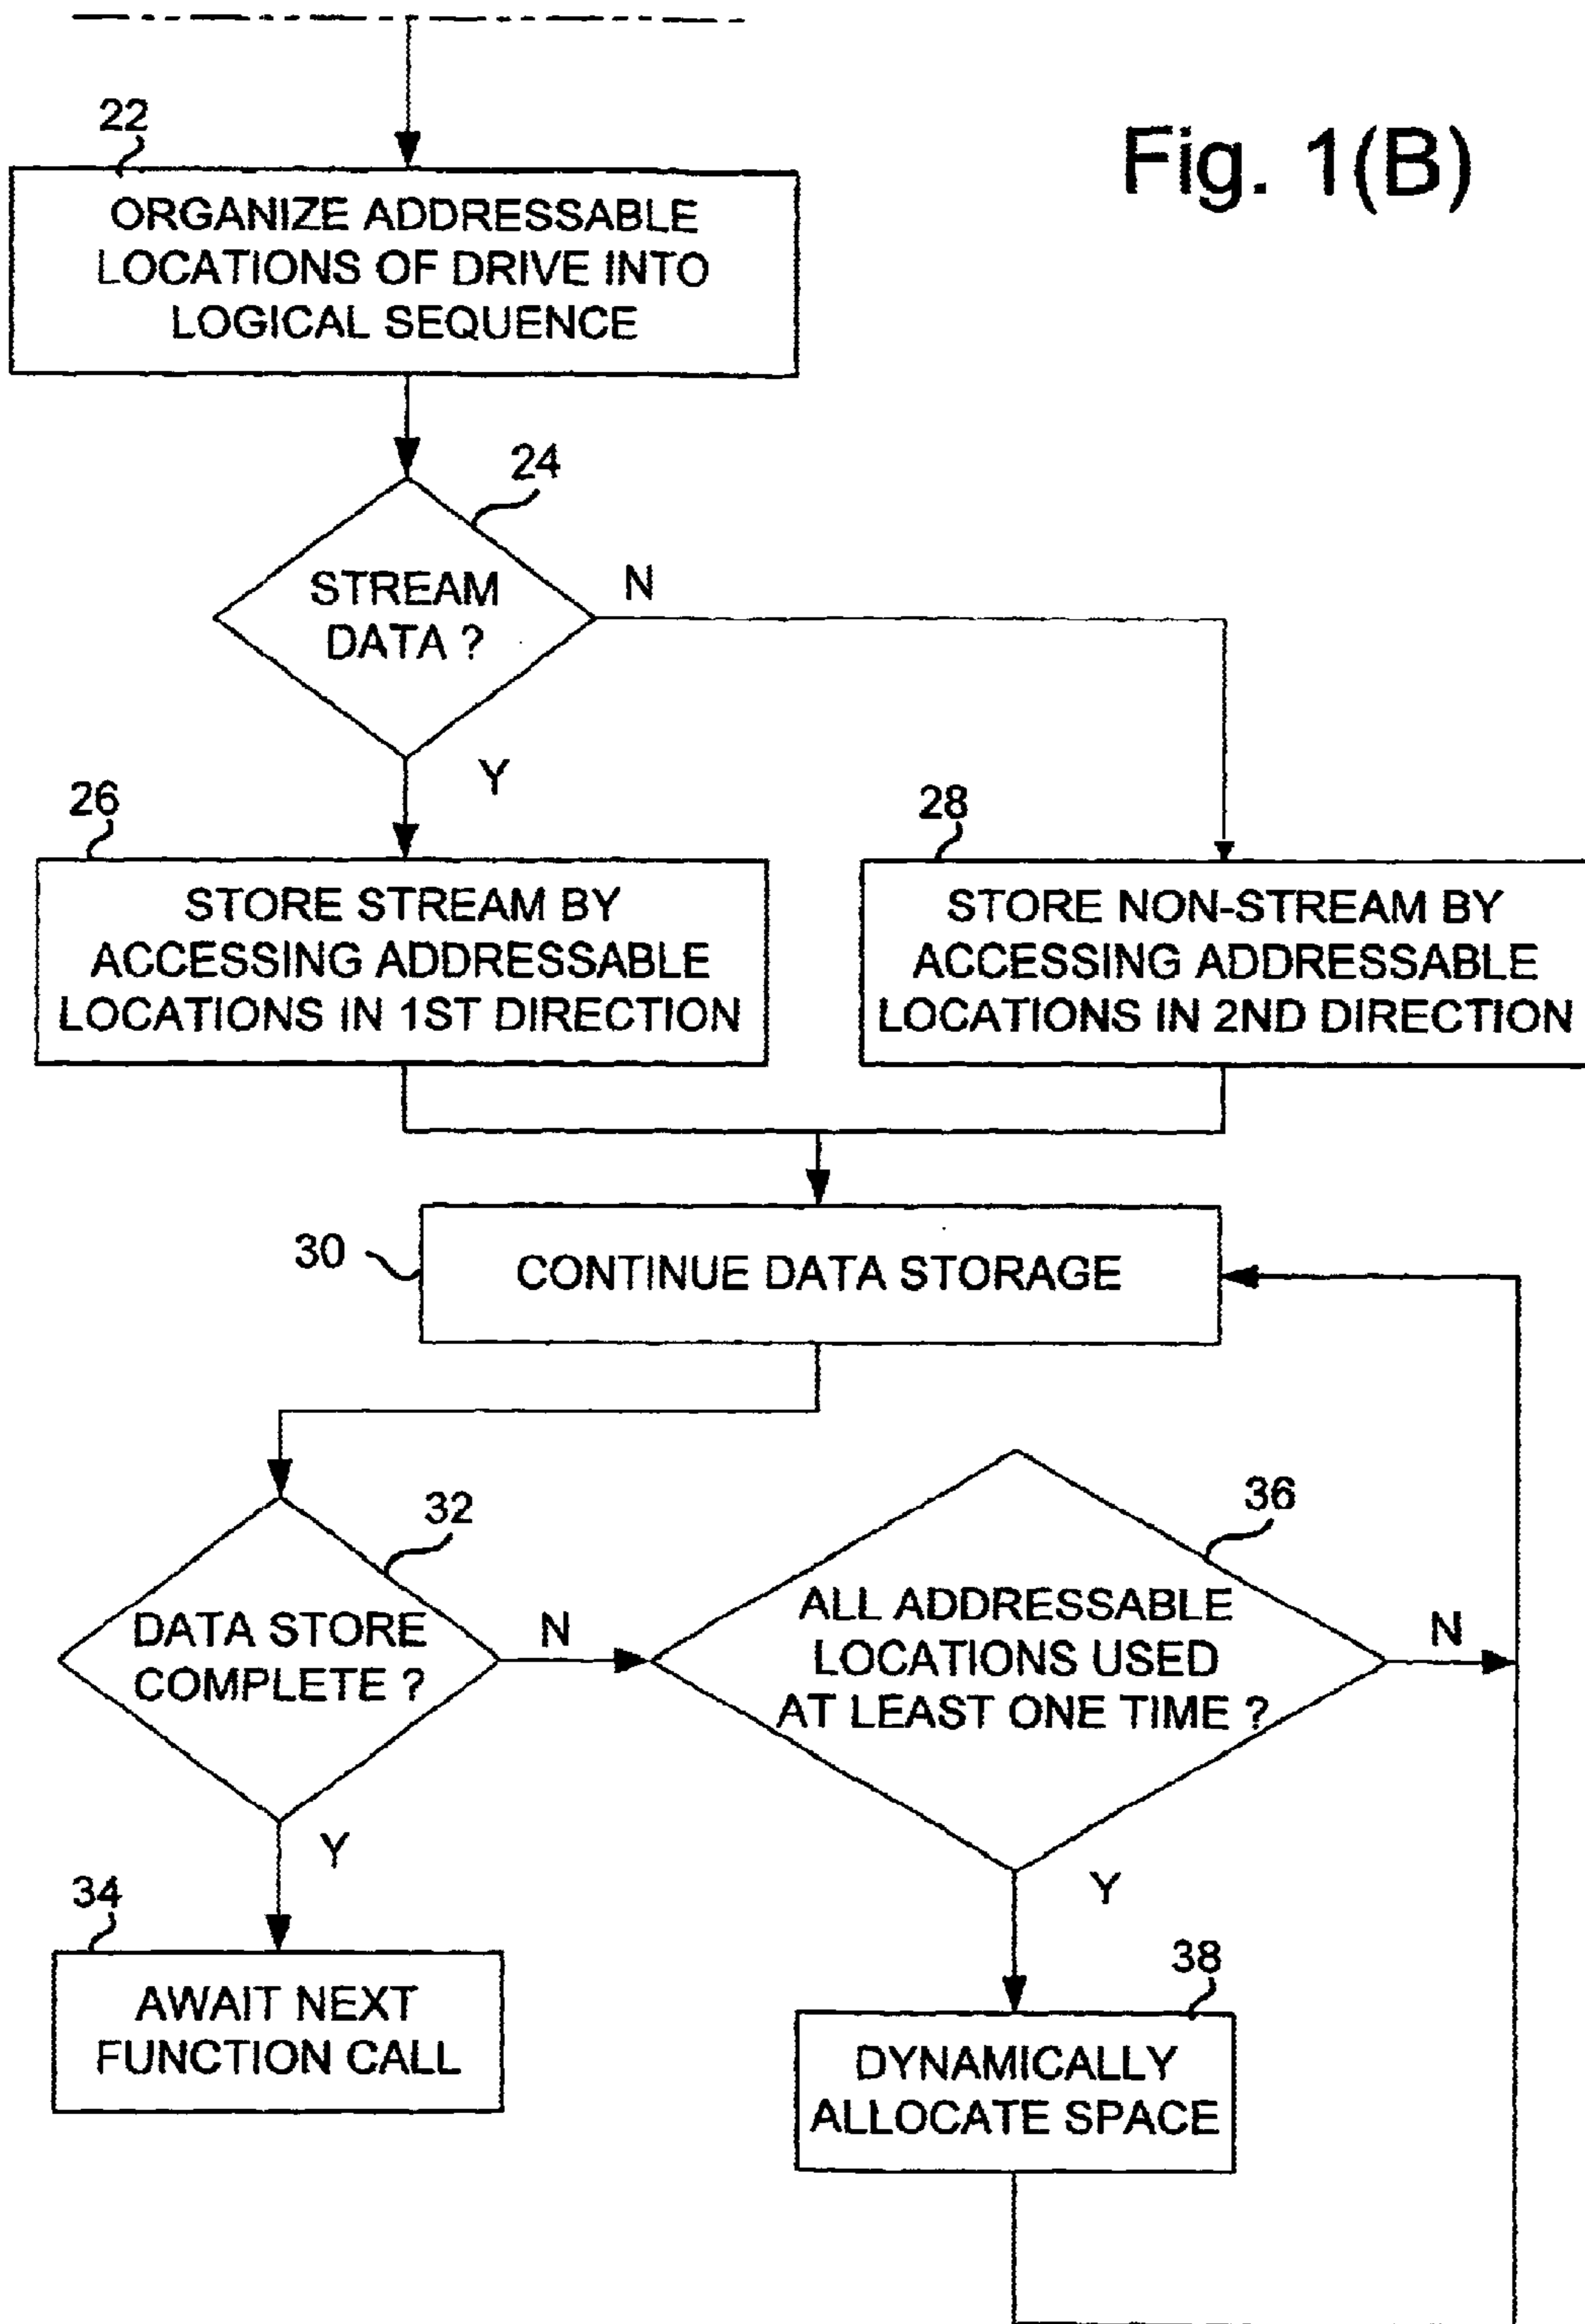 Fig. 1(B)
22
ORGANIZE ADDRESSABLE
LOCATIONS OF DRIVE INTO
LOGICAL SEQUENCE
24
STREAM
DATA ?
N
Y
26
STORE STREAM BY
ACCESSING ADDRESSABLE
LOCATIONS IN 1ST DIRECTION
28
STORE NON-STREAM BY
ACCESSING ADDRESSABLE
LOCATIONS IN 2ND DIRECTION
30
CONTINUE DATA STORAGE
32
DATA STORE
COMPLETE ?
N
Y
36
ALL ADDRESSABLE
LOCATIONS USED
AT LEAST ONE TIME ?
N
Y
34
AWAIT NEXT
FUNCTION CALL
38
DYNAMICALLY
ALLOCATE SPACE